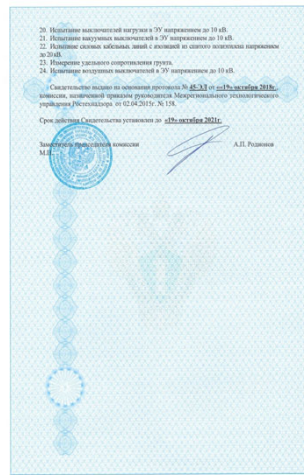 20. Испытание выключателей нагрузки в ЭУ напряжением до 10 кВ.
21. Испытание вакуумных выключателей в ЭУ напряжением до 10 кВ.
22. Испытание силовых кабельных линий с изоляцией из сшитого полиэтилена напряжением
до 20 кВ.
23. Измерение удельного сопротивления грунта.
24. Испытание воздушных выключателей в ЭУ напряжением до 10 кВ.
Свидетельство выдано на основании протокола № 45-ЭЛ от «19» октября 2018г.,
комиссии, назначенной приказом руководителя Межрегионального технологического
управления Ростехнадзора от 02.04.2015г. № 158.
Срок действия Свидетельства установлен до «19» октября 2021г.
Заместитель председателя комиссии А.П. Родионов
М.П.